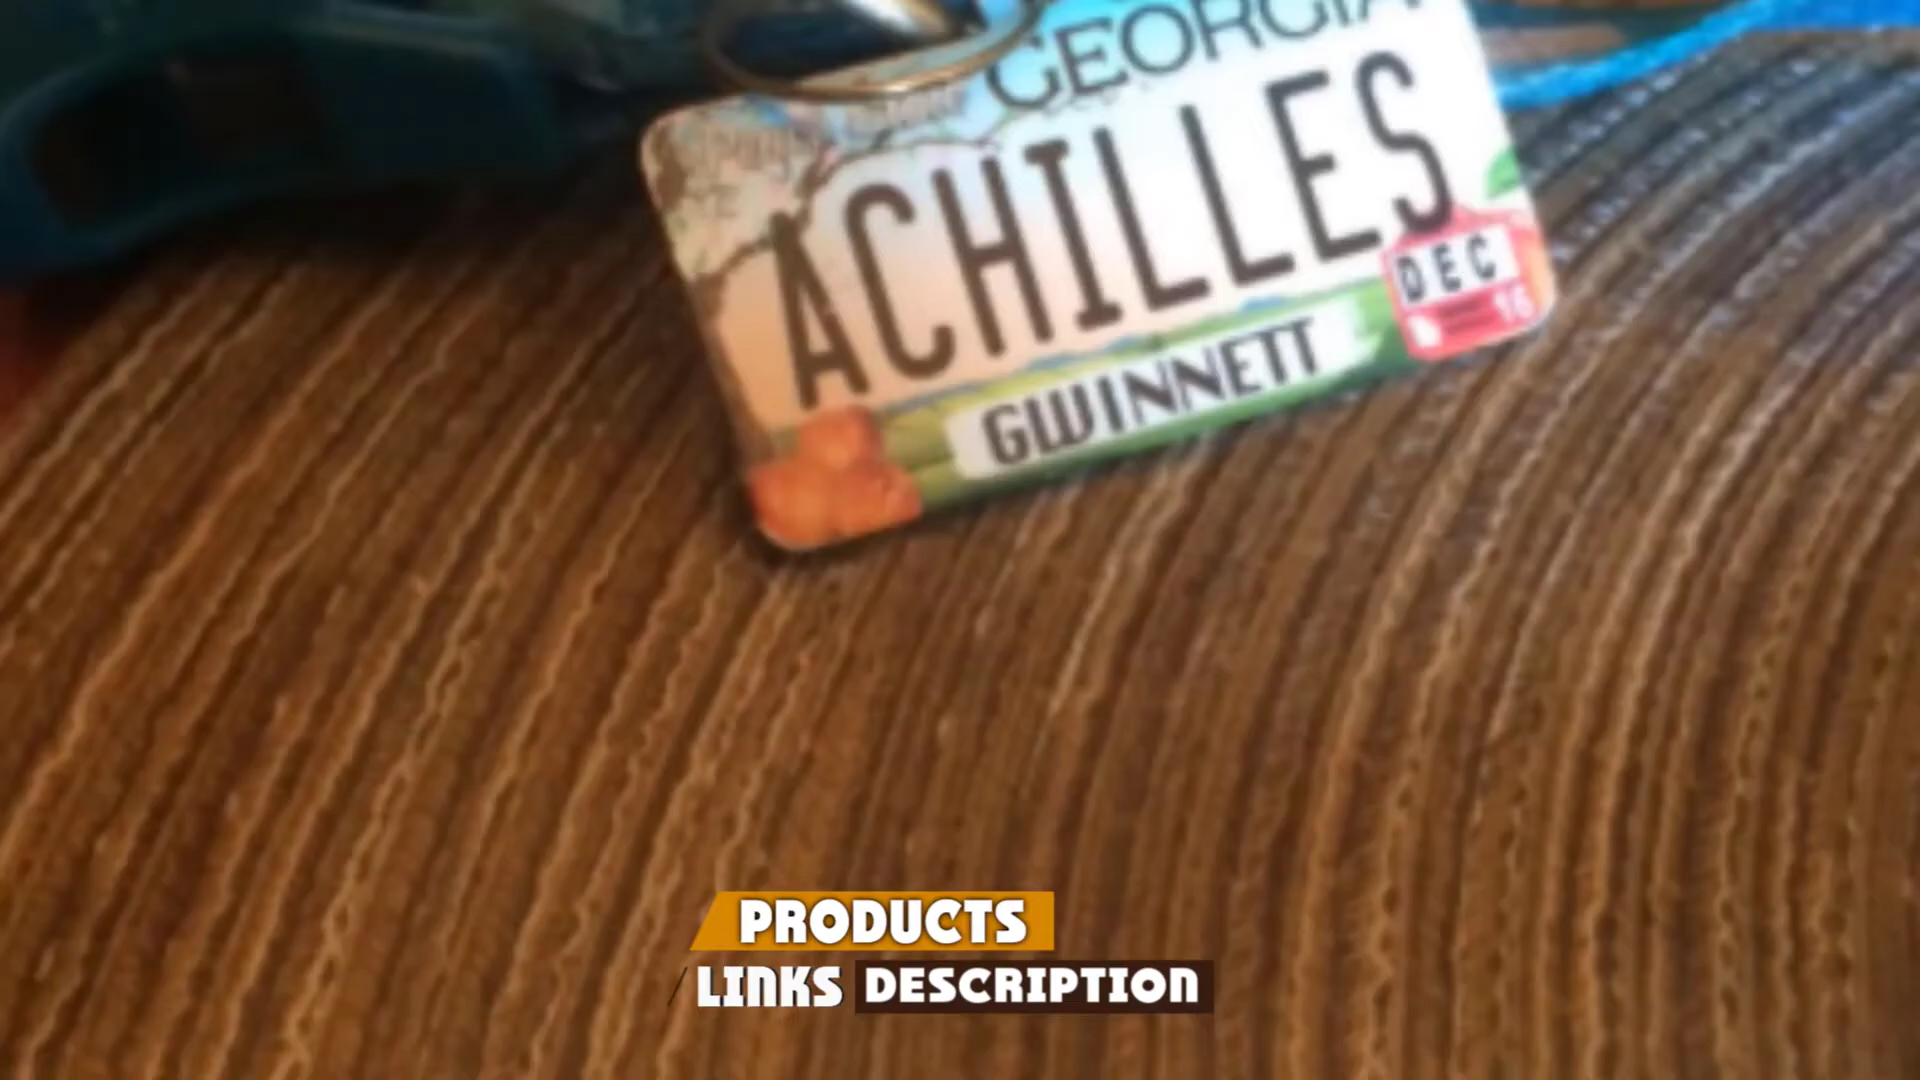 GEORGIA
ACHILLES
DEC
16
GWINNETT
PRODUCTS
LINKS DESCRIPTION